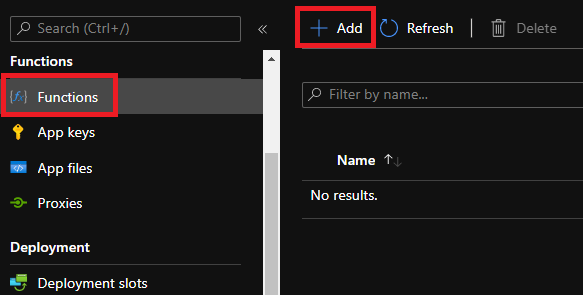 Search (Ctrl+/)
«
Functions
Functions
App keys
App files
Proxies
Deployment
Deployment slots
+ Add
Refresh
Delete
Filter by name...
Name ↑↓
No results.